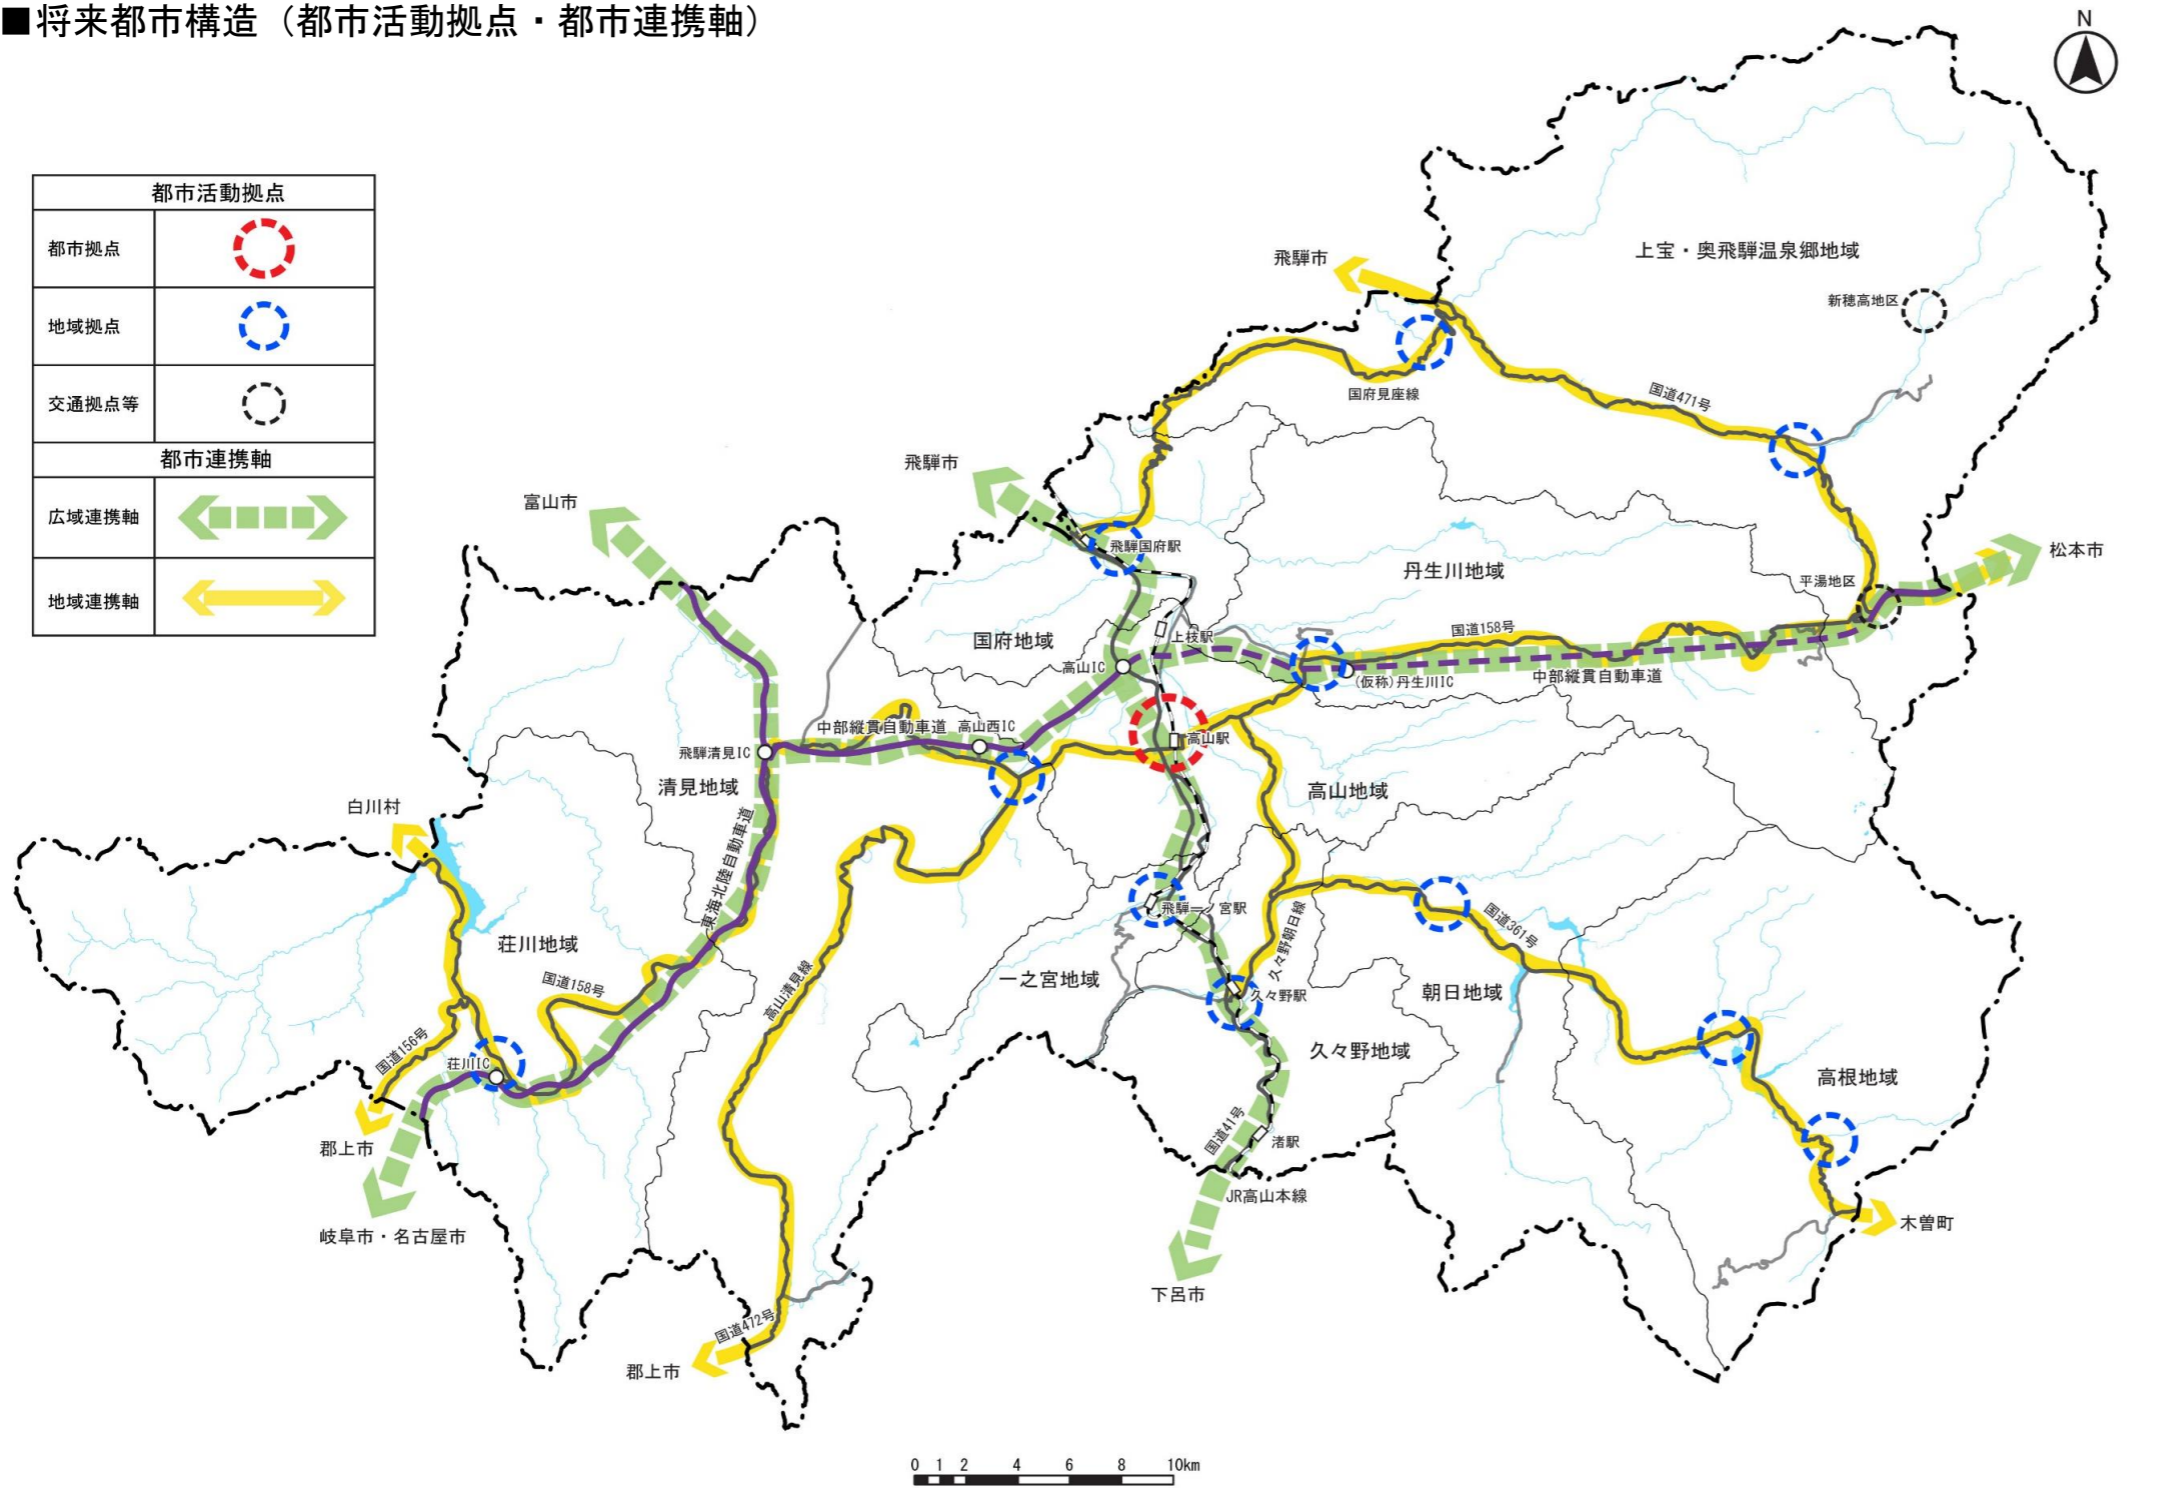 ■将来都市構造（都市活動拠点・都市連携軸）
N
都市活動拠点
都市拠点
地域拠点
交通拠点等
都市連携軸
広域連携軸
地域連携軸
飛騨市
上宝・奥飛騨温泉郷地域
新穂高地区
国府見座線
国道471号
飛騨市
富山市
飛騨国府駅
松本市
丹生川地域
平湯地区
国府地域
上枝駅
国道158号
高山IC
(仮称)丹生川IC
中部縦貫自動車道
中部縦貫自動車道
高山西IC
高山駅
飛騨清見IC
清見地域
高山地域
白川村
東海北陸自動車道
飛騨一ノ宮駅
国道361号
荘川地域
久々野朝日線
一之宮地域
国道158号
高山清見線
久々野駅
朝日地域
国道156号
荘川IC
久々野地域
高根地域
郡上市
国道41号
渚駅
JR高山本線
岐阜市・名古屋市
木曽町
下呂市
国道472号
郡上市
0 1 2 4 6 8 10km